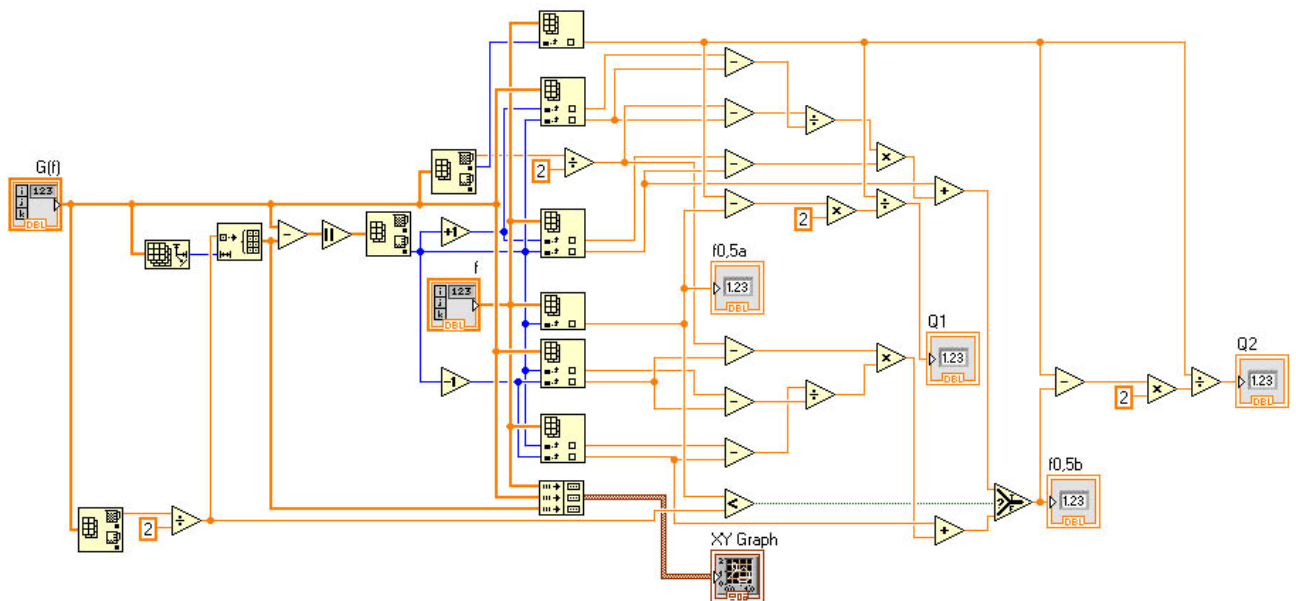 G(f)
i
j
k
123
DBL
2
+1
-1
f
i
j
k
123
DBL
2
2
f0,5a
1.23
DBL
Q1
1.23
DBL
Q2
1.23
DBL
2
f0,5b
1.23
DBL
T
?
F
XY Graph
2